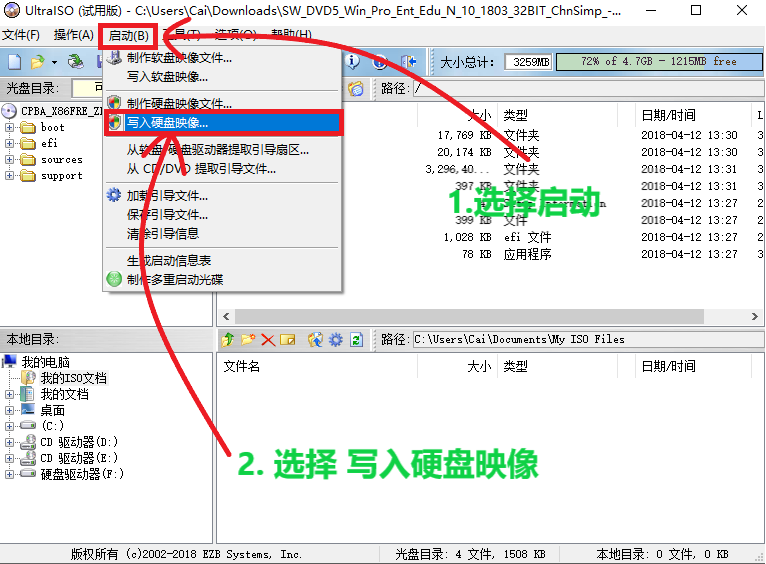 UltraISO (试用版) - C:\Users\Cai\Downloads\SW_DVD5_Win_Pro_Ent_Edu_N_10_1803_32BIT_ChnSimp_-...
文件(F) 操作(A) 启动(B) 工具(T) 选项(O) 帮助(H)
大小总计: 3259MB 72% of 4.7GB - 1215MB free
光盘目录: 可 路径: /
制作软盘映像文件...
写入软盘映像...
制作硬盘映像文件...
写入硬盘映像...
从软盘/硬盘驱动器提取引导扇区...
从 CD/DVD 提取引导文件...
加载引导文件...
保存引导文件...
清除引导信息
生成启动信息表
制作多重启动光碟
CPBA_X86FRE_Z
boot
efi
sources
support
大小 类型 日期/时间 L
17,769 KB 文件夹 2018-04-12 13:30 3
20,174 KB 文件夹 2018-04-12 13:30 3
3,296,40... 文件夹 2018-04-12 13:31 3
397 KB 文件夹 2018-04-12 13:31 3
Setup Information 2018-04-12 13:27 2
399 KB 文件 2018-04-12 13:27 2
1,028 KB efi 文件 2018-04-12 13:27 2
78 KB 应用程序 2018-04-12 13:27 2
1.选择启动
本地目录: 路径: C:\Users\Cai\Documents\My ISO Files
我的电脑
我的ISO文档
我的文档
桌面
(C:)
CD 驱动器(D:)
CD 驱动器(E:)
硬盘驱动器(F:)
文件名 大小 类型 日期/时间
2. 选择 写入硬盘映像
版权所有 (c)2002-2018 EZB Systems, Inc. 光盘目录: 4 文件, 1508 KB 本地目录: 0 文件, 0 KB